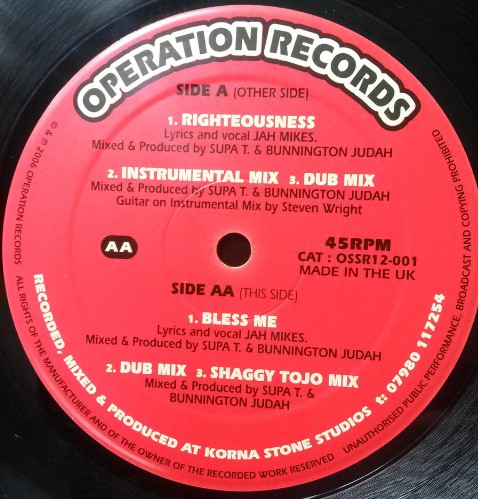 OPERATION RECORDS
SIDE A (OTHER SIDE)
1. RIGHTEOUSNESS
Lyrics and vocal JAH MIKES.
Mixed & Produced by SUPA T. & BUNNINGTON JUDAH
2. INSTRUMENTAL MIX 3. DUB MIX
Mixed & Produced by SUPA T. & BUNNINGTON JUDAH
Guitar on Instrumental Mix by Steven Wright
AA
45RPM
CAT : OSSR12-001
MADE IN THE UK
SIDE AA (THIS SIDE)
1. BLESS ME
Lyrics and vocal JAH MIKES.
Mixed & Produced by SUPA T. & BUNNINGTON JUDAH
2. DUB MIX 3. SHAGGY TOJO MIX
Mixed & Produced by SUPA T. &
BUNNINGTON JUDAH
RECORDED, MIXED & PRODUCED AT KORNA STONE STUDIOS t: 07980 117254
℗ & © 2006 OPERATION RECORDS ALL RIGHTS OF THE MANUFACTURER AND OF THE OWNER OF THE RECORDED WORK RESERVED UNAUTHORISED PUBLIC PERFORMANCE, BROADCAST AND COPYING PROHIBITED